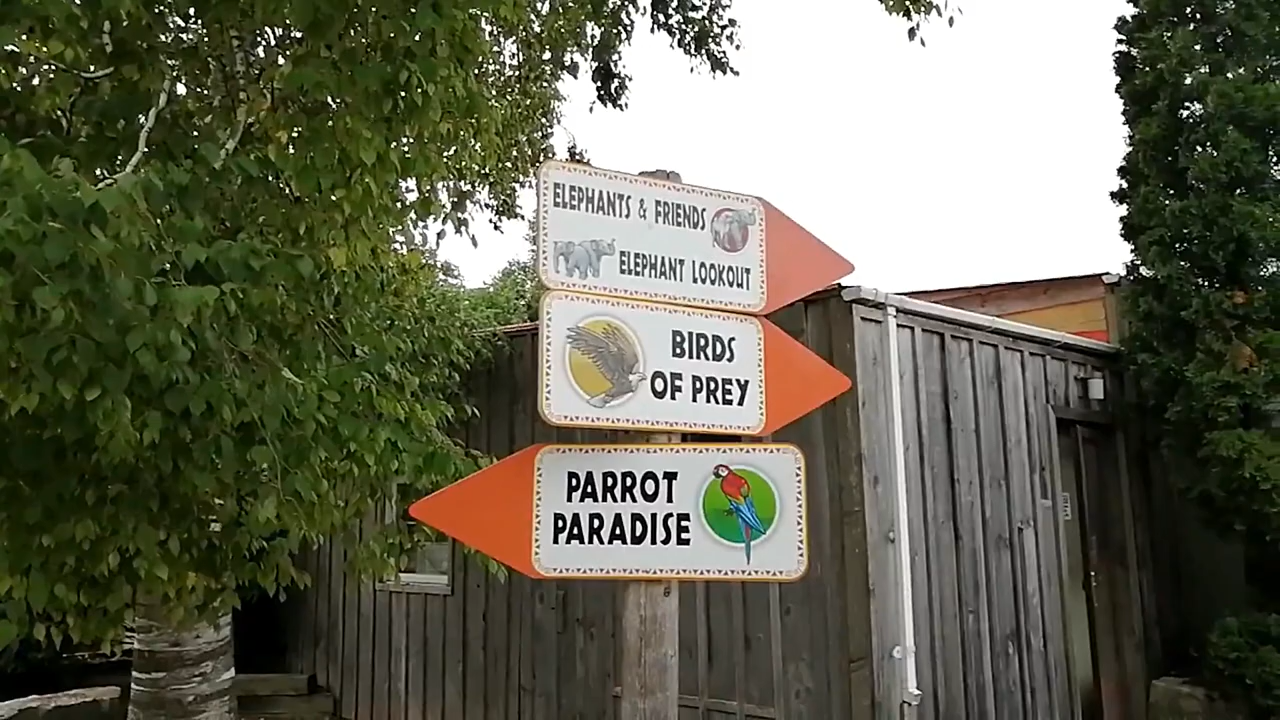 ELEPHANTS & FRIENDS
ELEPHANT LOOKOUT
BIRDS
OF PREY
PARROT
PARADISE